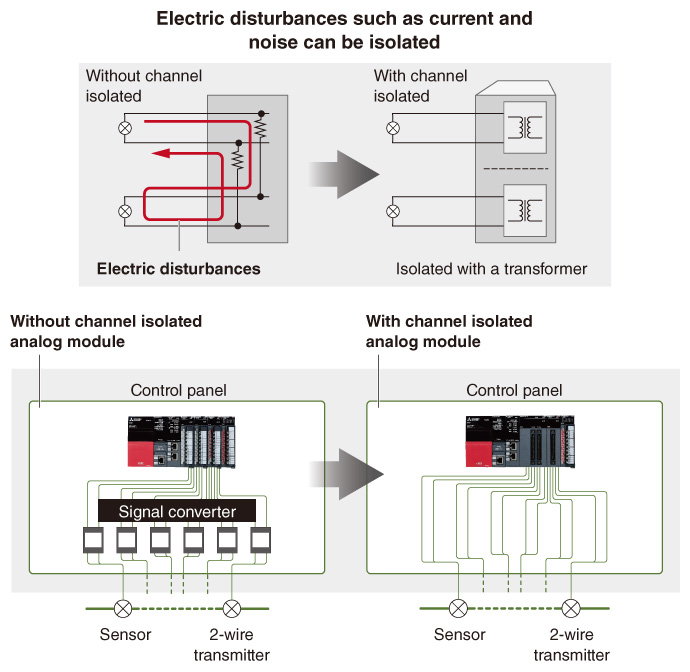 Electric disturbances such as current and
noise can be isolated
Without channel
isolated
With channel
isolated
Electric disturbances
Isolated with a transformer
Without channel isolated
analog module
With channel isolated
analog module
Control panel
Control panel
Signal converter
Sensor
2-wire
transmitter
Sensor
2-wire
transmitter